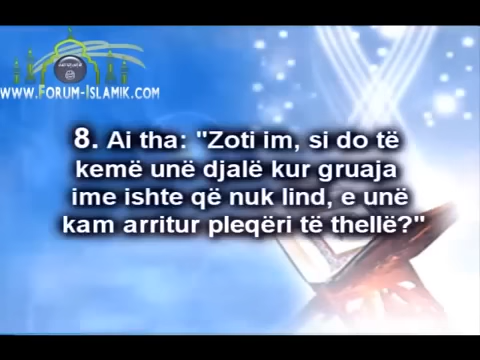 www.Forum-Islamik.com
8. Ai tha: "Zoti im, si do të
kemë unë djalë kur gruaja
ime ishte që nuk lind, e unë
kam arritur pleqëri të thellë?"